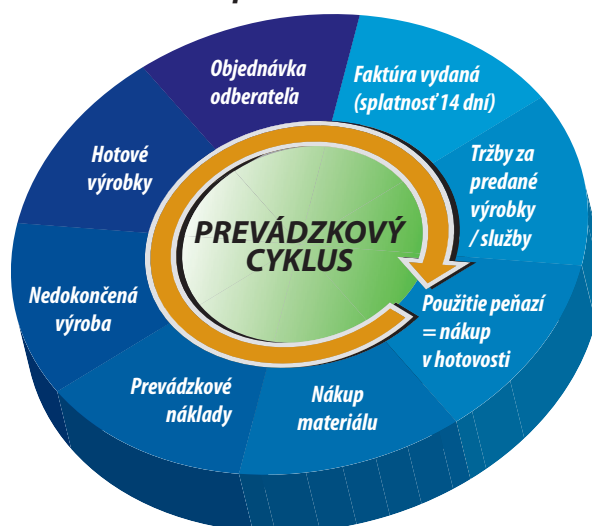 Objednávka
odberateľa
Faktúra vydaná
(splatnosť 14 dní)
Tržby za
predané
výrobky
/ služby
Použitie peňazí
= nákup
v hotovosti
Nákup
materiálu
Prevádzkové
náklady
Nedokončená
výroba
Hotové
výrobky
PREVÁDZKOVÝ
CYKLUS